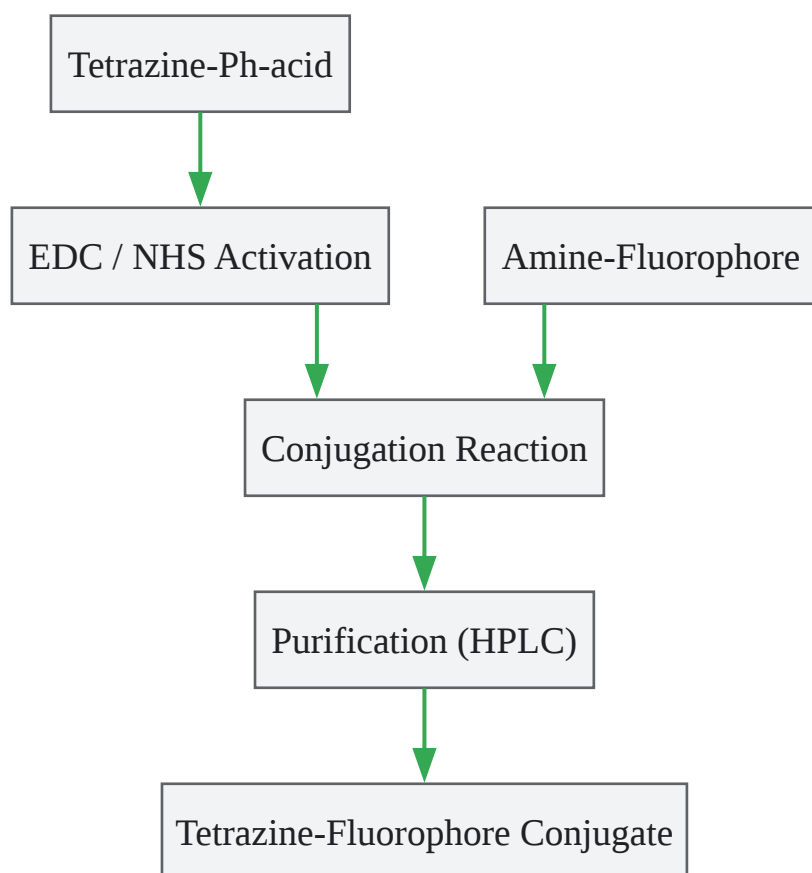 Tetrazine-Ph-acid
EDC / NHS Activation
Amine-Fluorophore
Conjugation Reaction
Purification (HPLC)
Tetrazine-Fluorophore Conjugate